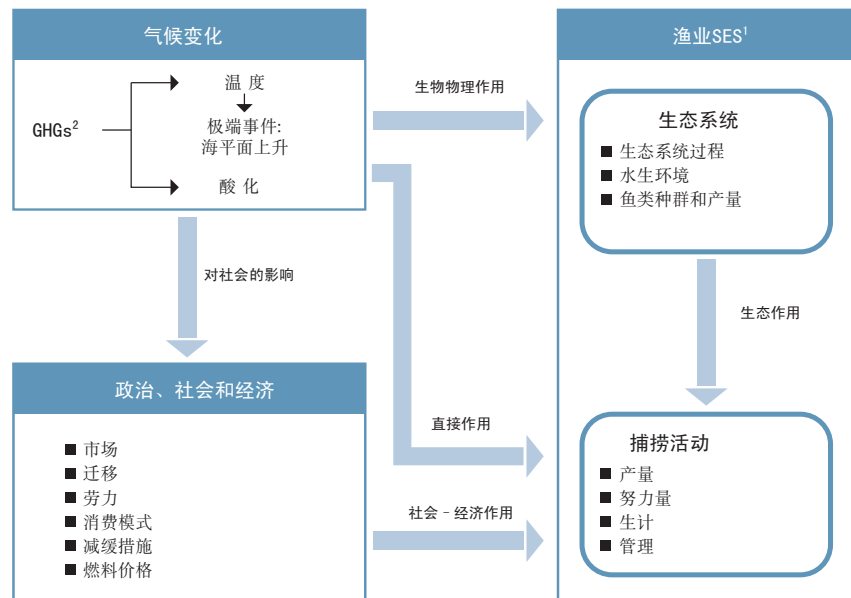 气候变化
GHGs²
温 度
极端事件:
海平面上升
酸 化
对社会的影响
政治、社会和经济
■ 市场
■ 迁移
■ 劳力
■ 消费模式
■ 减缓措施
■ 燃料价格
生物物理作用
直接作用
社会－经济作用
渔业SES¹
生态系统
■ 生态系统过程
■ 水生环境
■ 鱼类种群和产量
生态作用
捕捞活动
■ 产量
■ 努力量
■ 生计
■ 管理